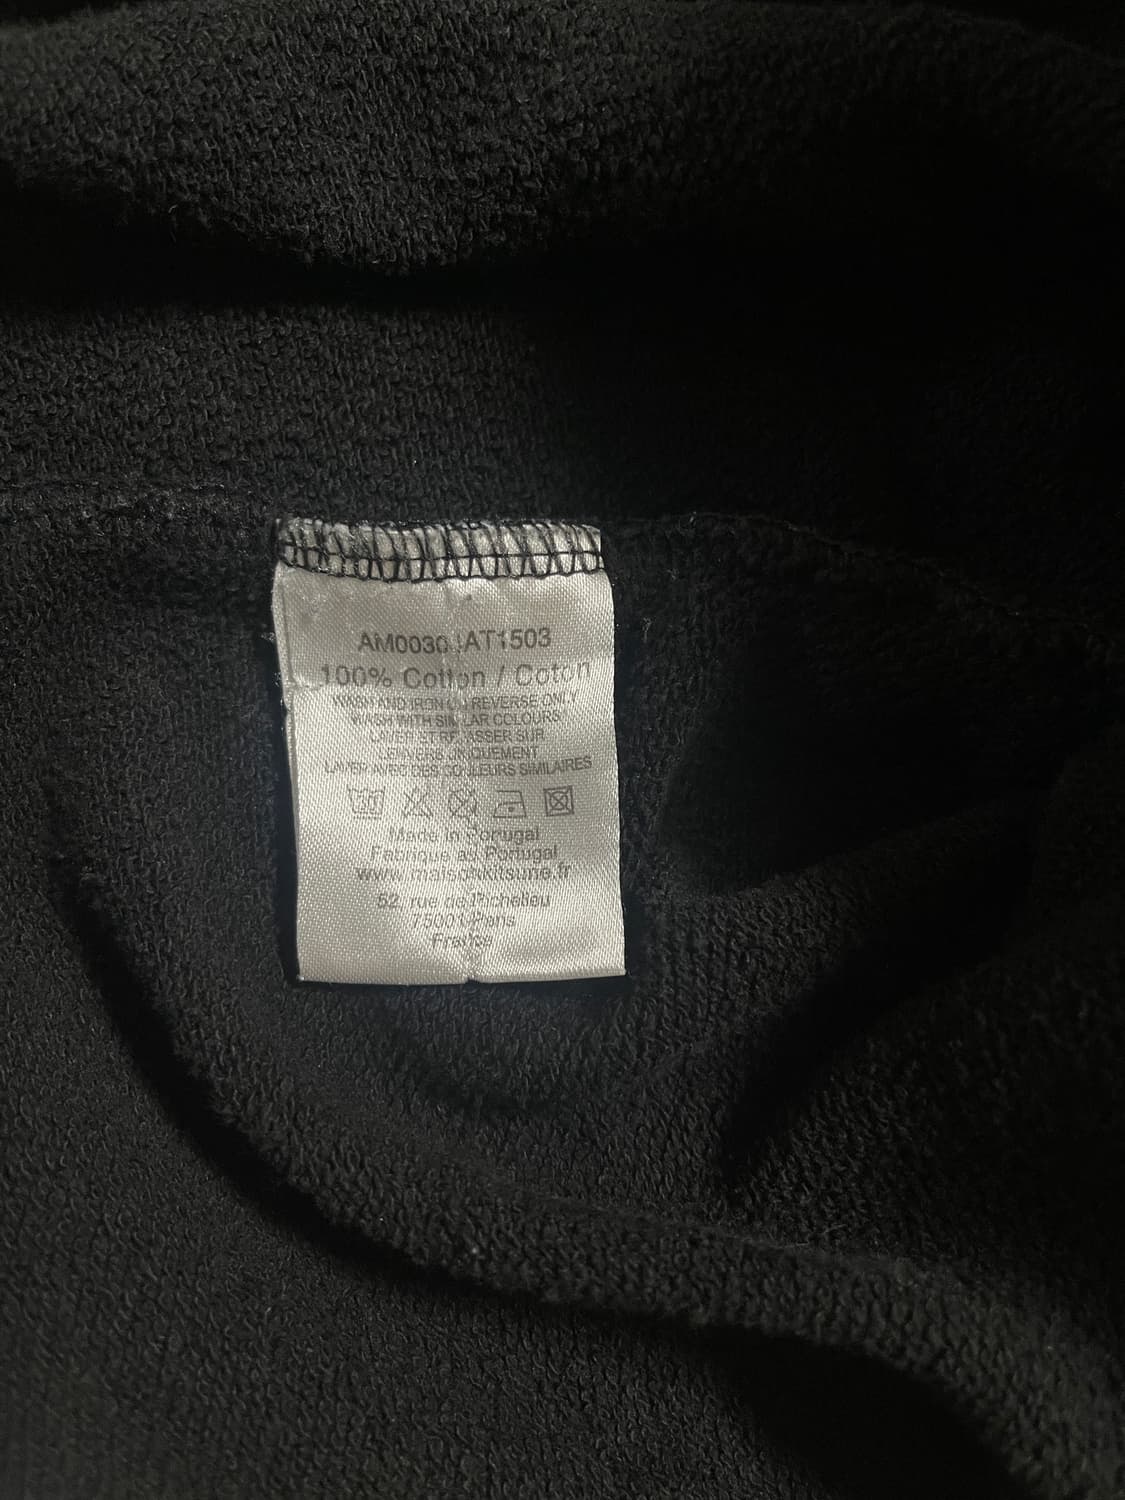 100% Cotton / Coton
WASH AND IRON ON REVERSE ONLY
WASH WITH SIMILAR COLOURS
LAVER ET REPASSER SUR
L'ENVERS UNIQUEMENT
LAVER AVEC DES COULEURS SIMILAIRES
30
Made in Portugal
Fabriqué au Portugal
www.maisonkitsune.fr
52, rue de Richelieu
75001 Paris
France